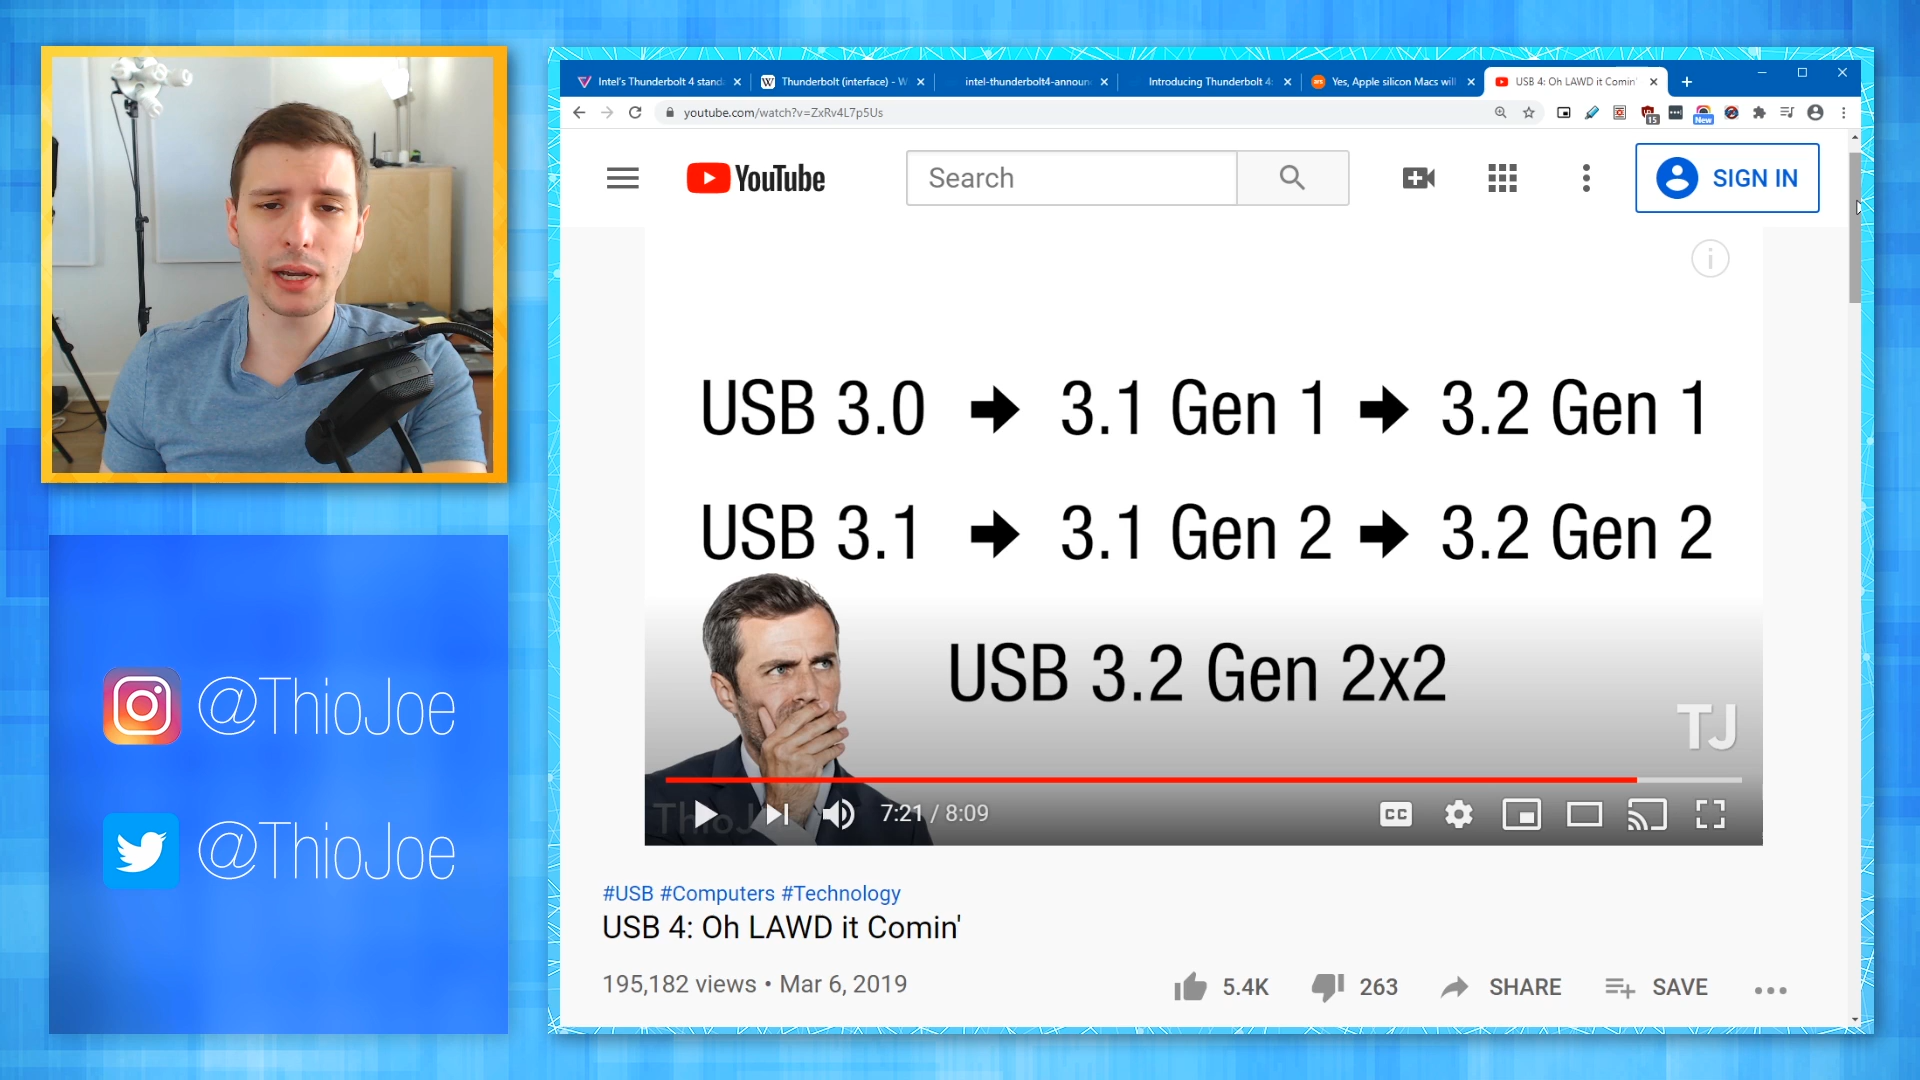 @ThioJoe
@ThioJoe
Intel's Thunderbolt 4 stand
Thunderbolt (interface) - W
intel-thunderbolt4-announ
Introducing Thunderbolt 4:
Yes, Apple silicon Macs will
USB 4: Oh LAWD it Comin'
youtube.com/watch?v=ZxRv4L7p5Us
15
New
YouTube
Search
SIGN IN
USB 3.0 ➡ 3.1 Gen 1 ➡ 3.2 Gen 1
USB 3.1 ➡ 3.1 Gen 2 ➡ 3.2 Gen 2
USB 3.2 Gen 2x2
TJ
ThioJ
7:21 / 8:09
CC
#USB #Computers #Technology
USB 4: Oh LAWD it Comin'
195,182 views • Mar 6, 2019
5.4K
263
SHARE
SAVE